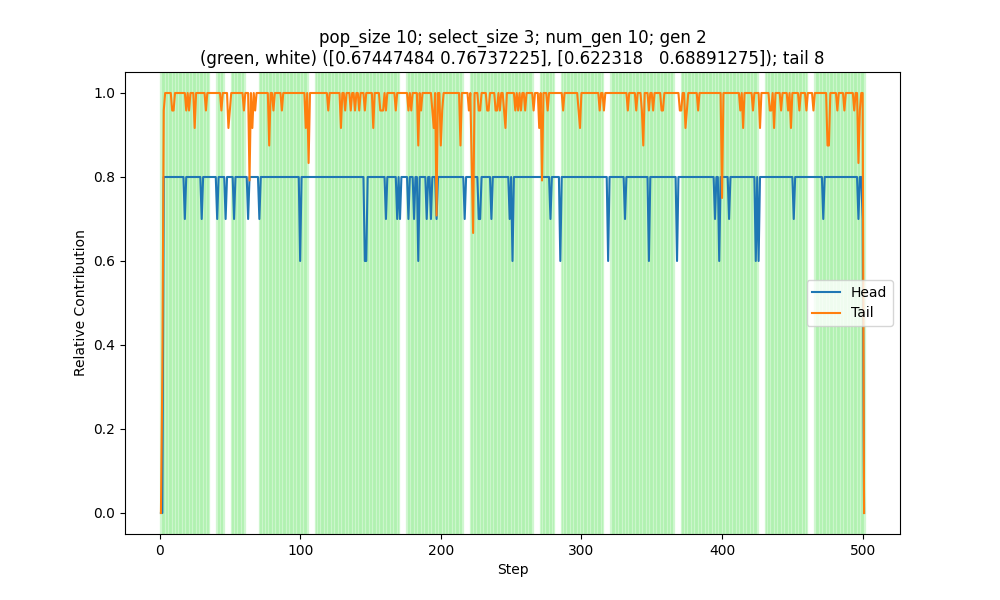 pop_size 10; select_size 3; num_gen 10; gen 2
(green, white) ([0.67447484 0.76737225], [0.622318   0.68891275]); tail 8
1.0
0.8
0.6
0.4
0.2
0.0
Relative Contribution
Head
Tail
0 100 200 300 400 500
Step